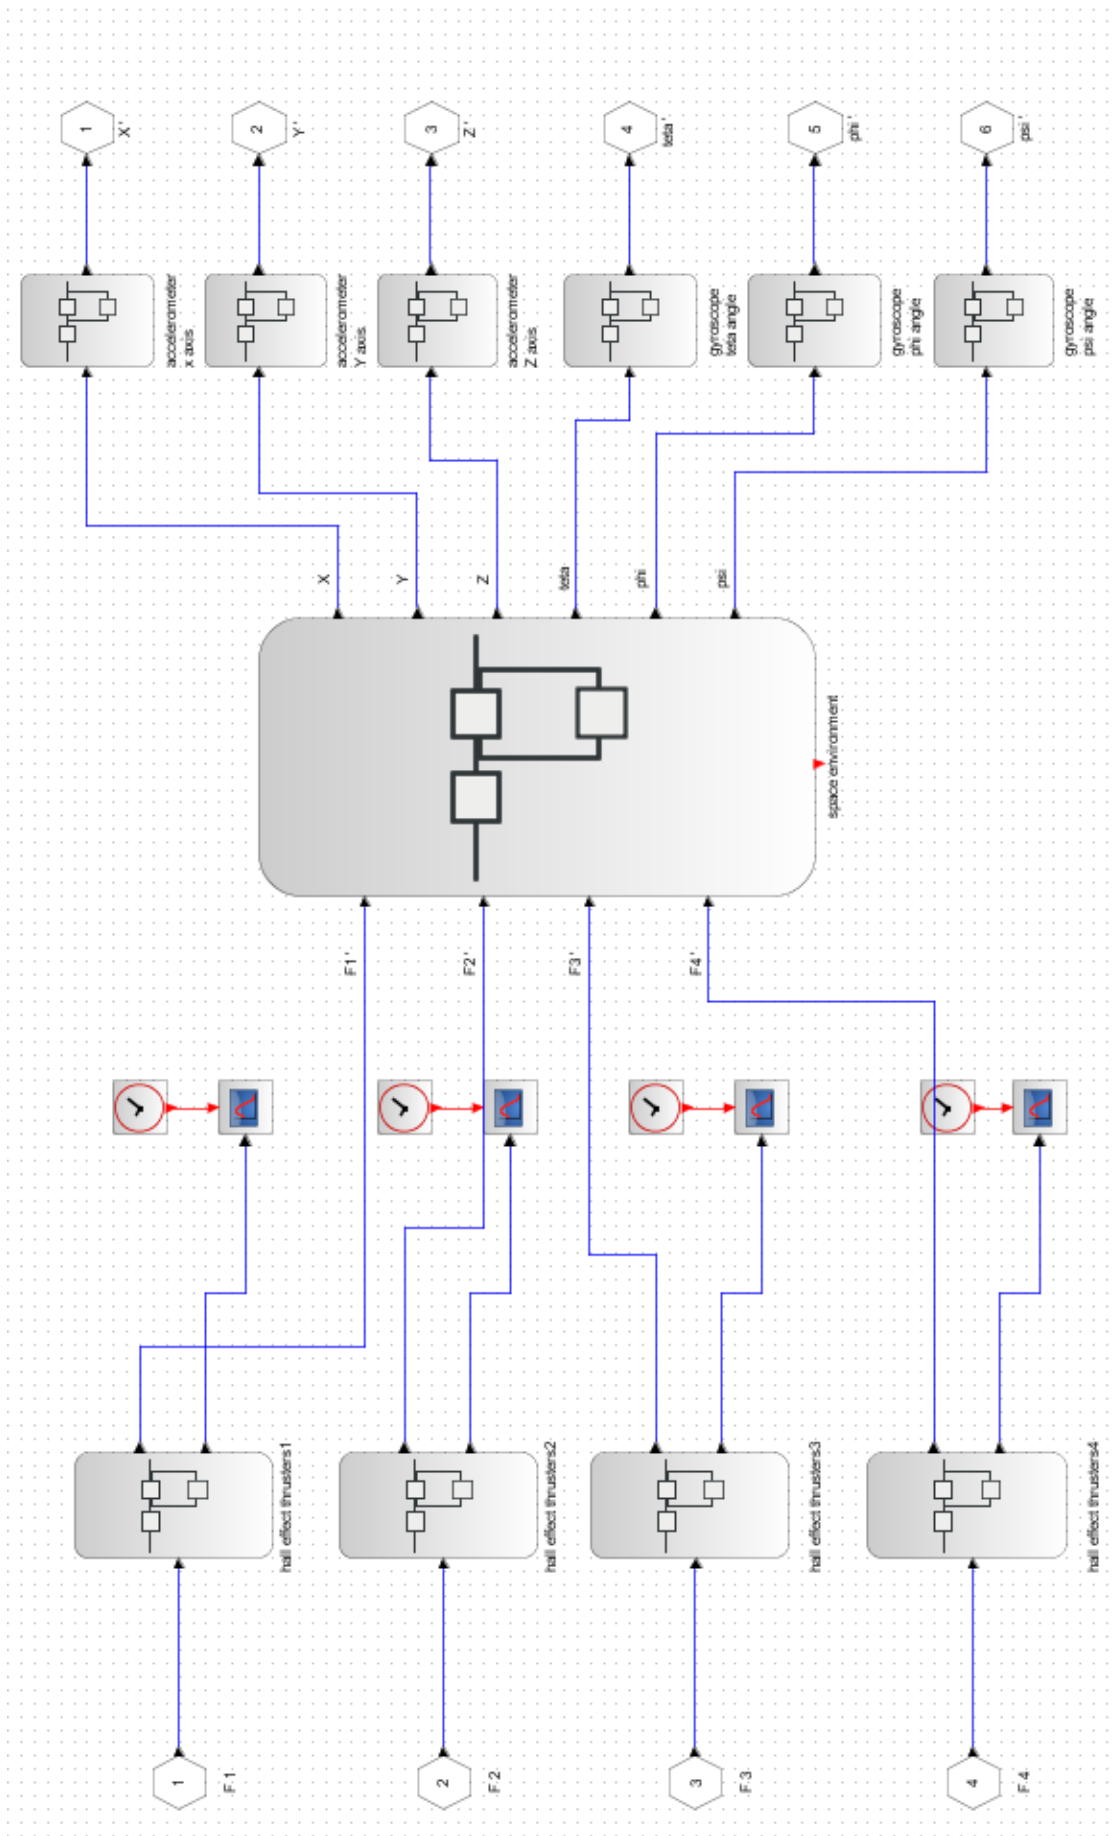 1
F 1
2
F 2
3
F 3
4
F 4
hall effect thrusters1
hall effect thrusters2
hall effect thrusters3
hall effect thrusters4
F1 '
F2 '
F3 '
F4 '
space environment
X
Y
Z
teta
phi
psi
accelerometer
x axis
accelerometer
Y axis
accelerometer
Z axis
gyroscope
teta angle
gyroscope
phi angle
gyroscope
psi angle
1
X '
2
Y '
3
Z '
4
teta '
5
phi '
6
psi '